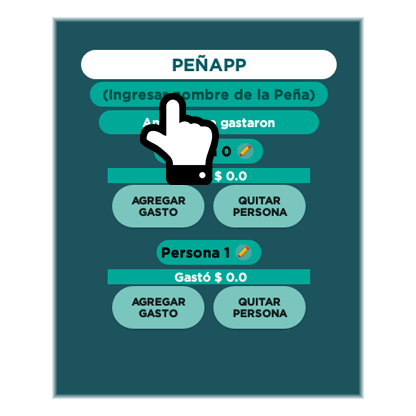 PEÑAPP
(Ingresar nombre de la Peña)
gastaron
0
$ 0.0
AGREGAR GASTO
QUITAR PERSONA
Persona 1
Gastó $ 0.0
AGREGAR GASTO
QUITAR PERSONA